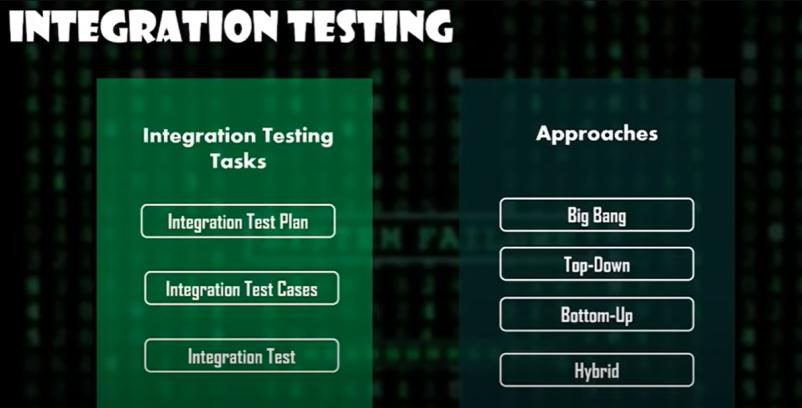 INTEGRATION TESTING
Integration Testing
Tasks
Integration Test Plan
Integration Test Cases
Integration Test
Approaches
Big Bang
Top-Down
Bottom-Up
Hybrid